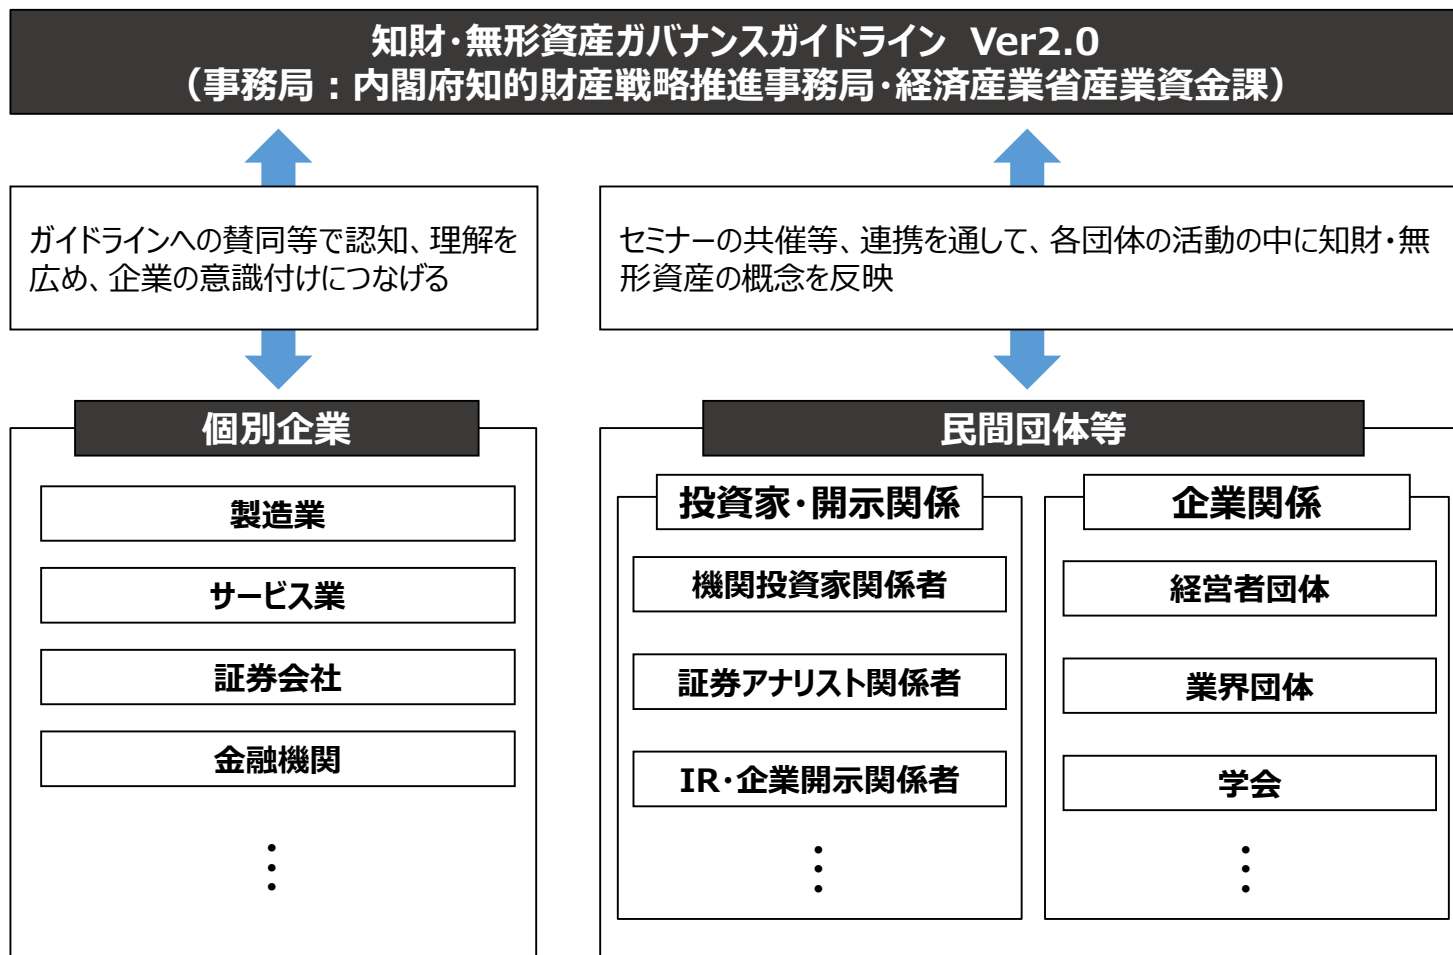 知財・無形資産ガバナンスガイドライン Ver2.0
（事務局：内閣府知的財産戦略推進事務局・経済産業省産業資金課）
ガイドラインへの賛同等で認知、理解を
広め、企業の意識付けにつなげる
セミナーの共催等、連携を通して、各団体の活動の中に知財・無
形資産の概念を反映
個別企業
製造業
サービス業
証券会社
金融機関
⋮
民間団体等
投資家・開示関係
機関投資家関係者
証券アナリスト関係者
IR・企業開示関係者
⋮
企業関係
経営者団体
業界団体
学会
⋮